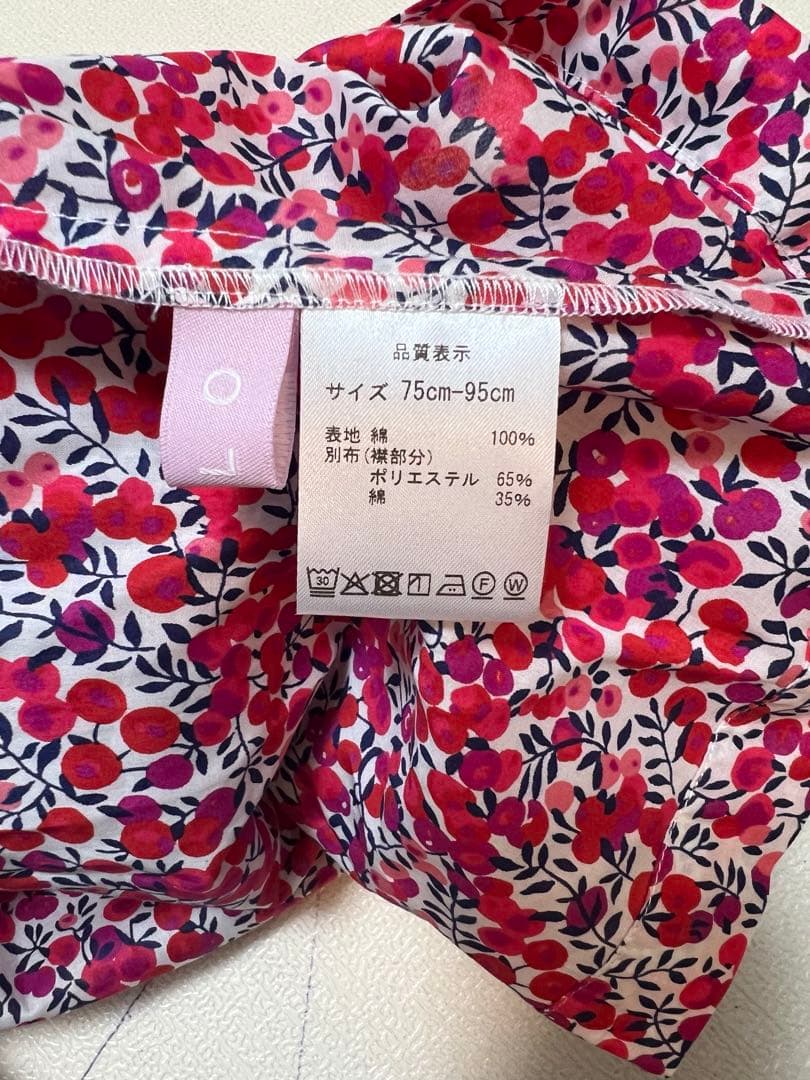 品質表示
サイズ 75cm-95cm
表地 綿 100%
別布(襟部分)
ポリエステル 65%
綿 35%
30 F W
L O